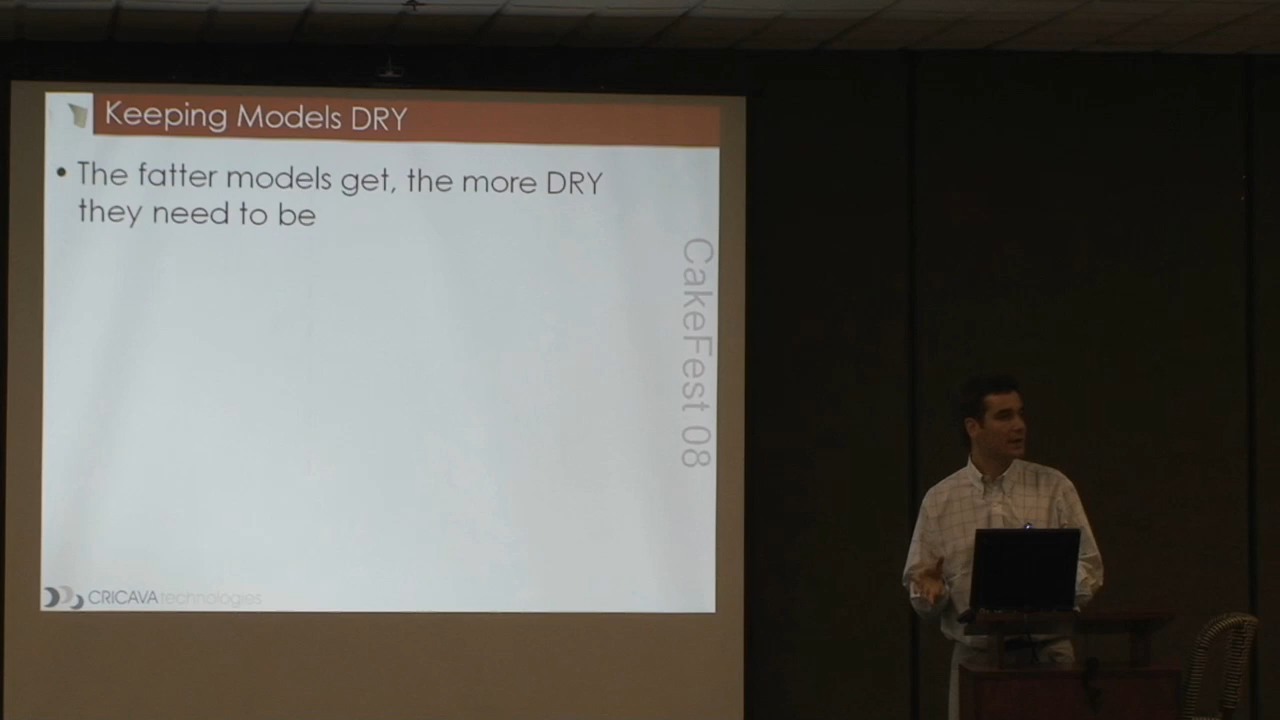 Keeping Models DRY
• The fatter models get, the more DRY
they need to be
CakeFest 08
CRICAVA technologies